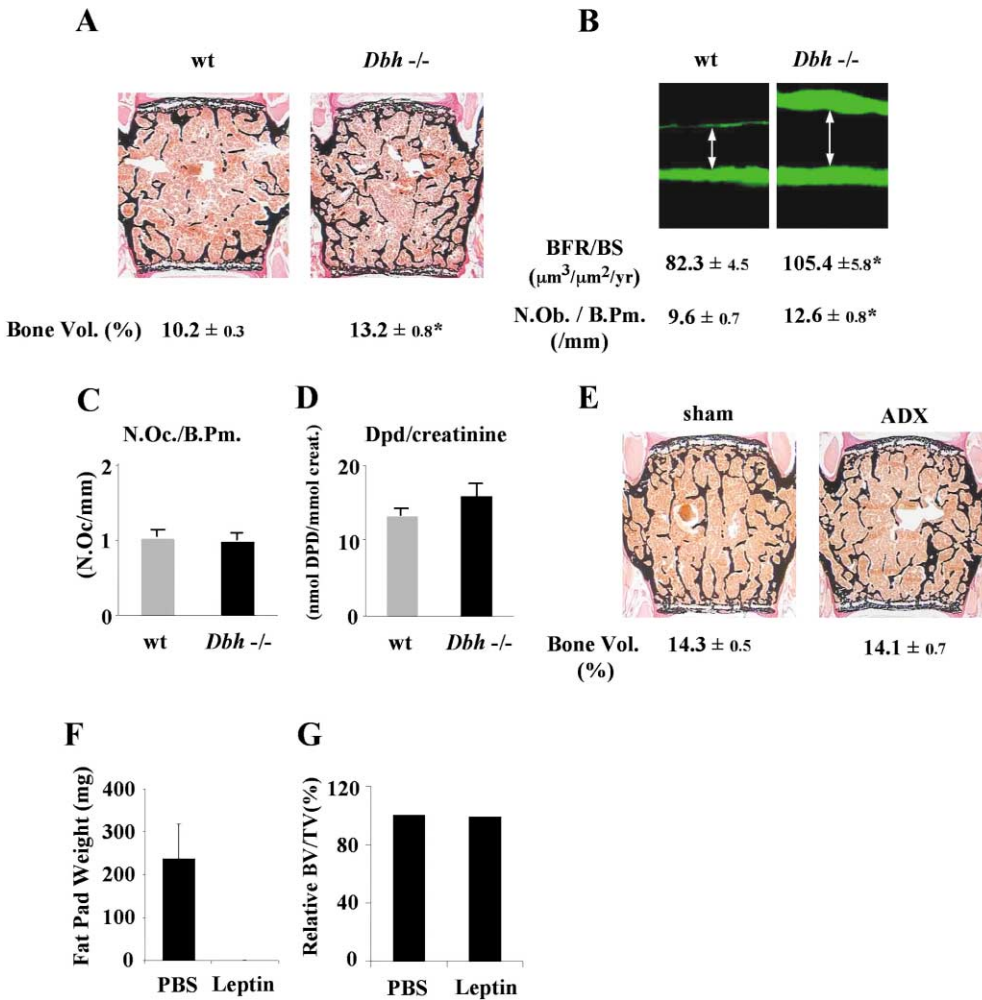 A
wt Dbh -/-
Bone Vol. (%) 10.2 ± 0.3 13.2 ± 0.8*
B
wt Dbh -/-
BFR/BS
(μm³/μm²/yr) 82.3 ± 4.5 105.4 ±5.8*
N.Ob. / B.Pm.
(/mm) 9.6 ± 0.7 12.6 ± 0.8*
C
N.Oc./B.Pm.
(N.Oc/mm)
2
1
0
wt Dbh -/-
D
Dpd/creatinine
(nmol DPD/mmol creat.)
20
10
0
wt Dbh -/-
E
sham ADX
Bone Vol.
(%) 14.3 ± 0.5 14.1 ± 0.7
F
Fat Pad Weight (mg)
400
300
200
100
0
PBS Leptin
G
Relative BV/TV(%)
120
80
40
0
PBS Leptin